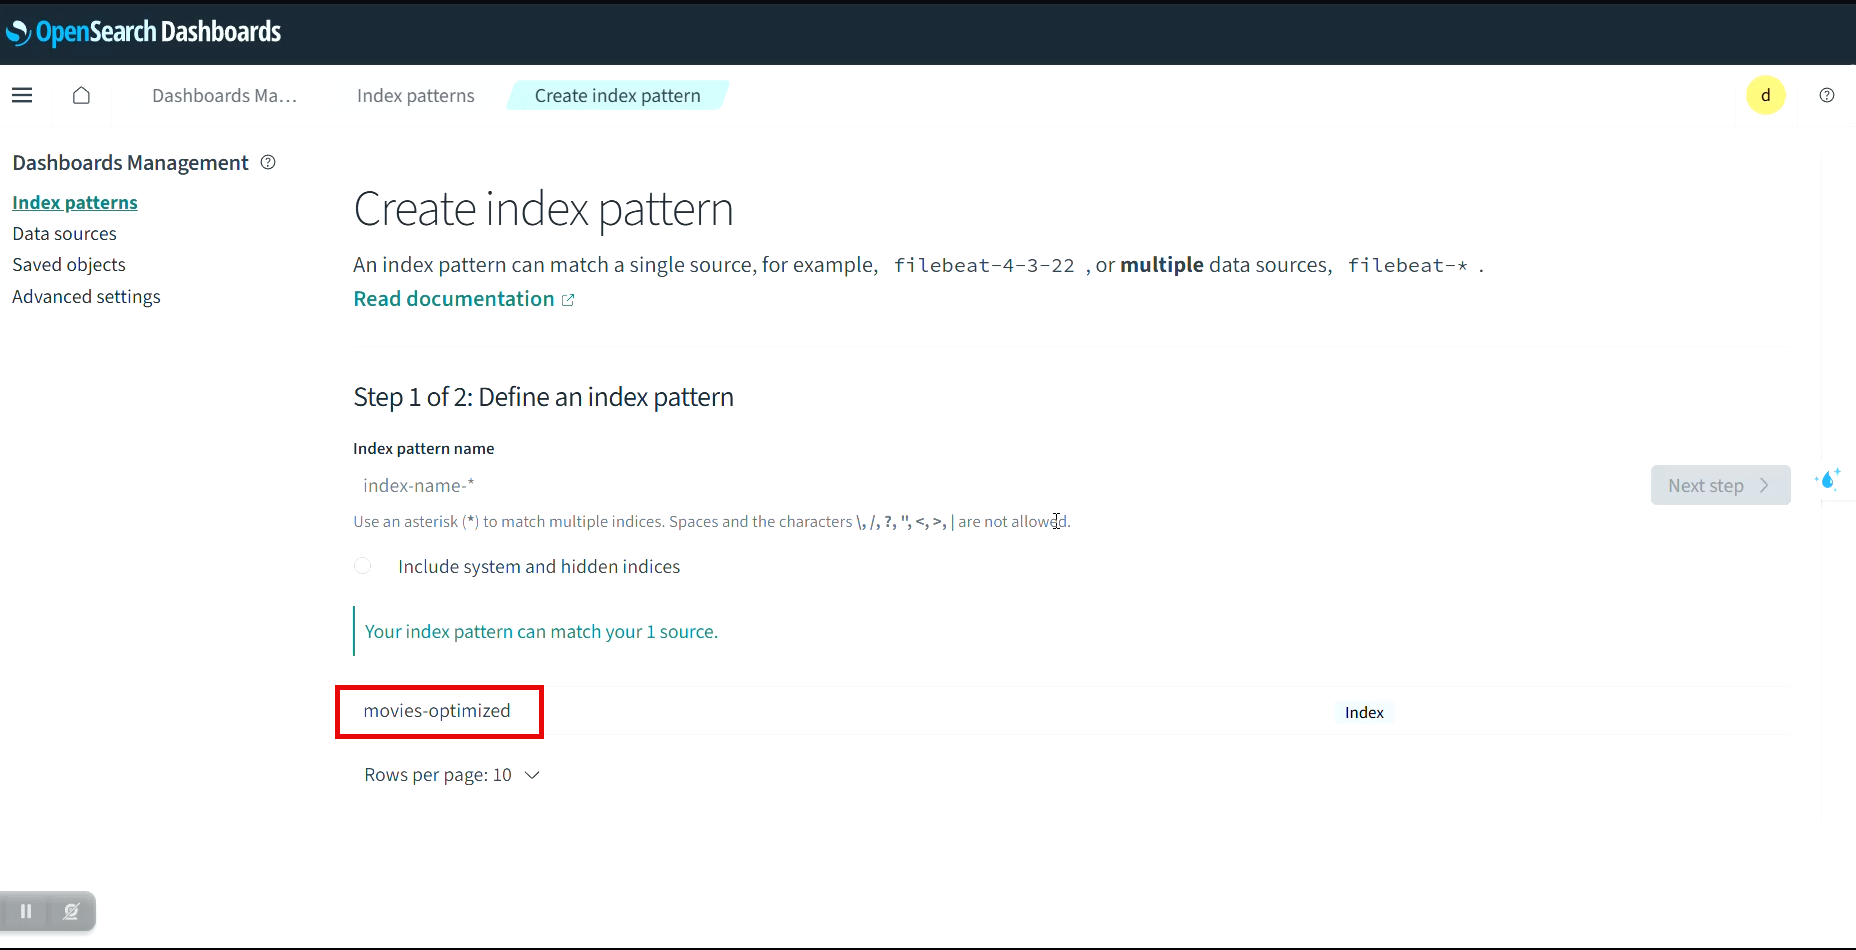 OpenSearch Dashboards
Dashboards Ma...
Index patterns
Create index pattern
d
Dashboards Management
Index patterns
Data sources
Saved objects
Advanced settings
Create index pattern
An index pattern can match a single source, for example, filebeat-4-3-22 , or multiple data sources, filebeat-* .
Read documentation
Step 1 of 2: Define an index pattern
Index pattern name
index-name-*
Next step
Use an asterisk (*) to match multiple indices. Spaces and the characters \, /, ?, ", <, >, | are not allowed.
Include system and hidden indices
Your index pattern can match your 1 source.
movies-optimized
Index
Rows per page: 10